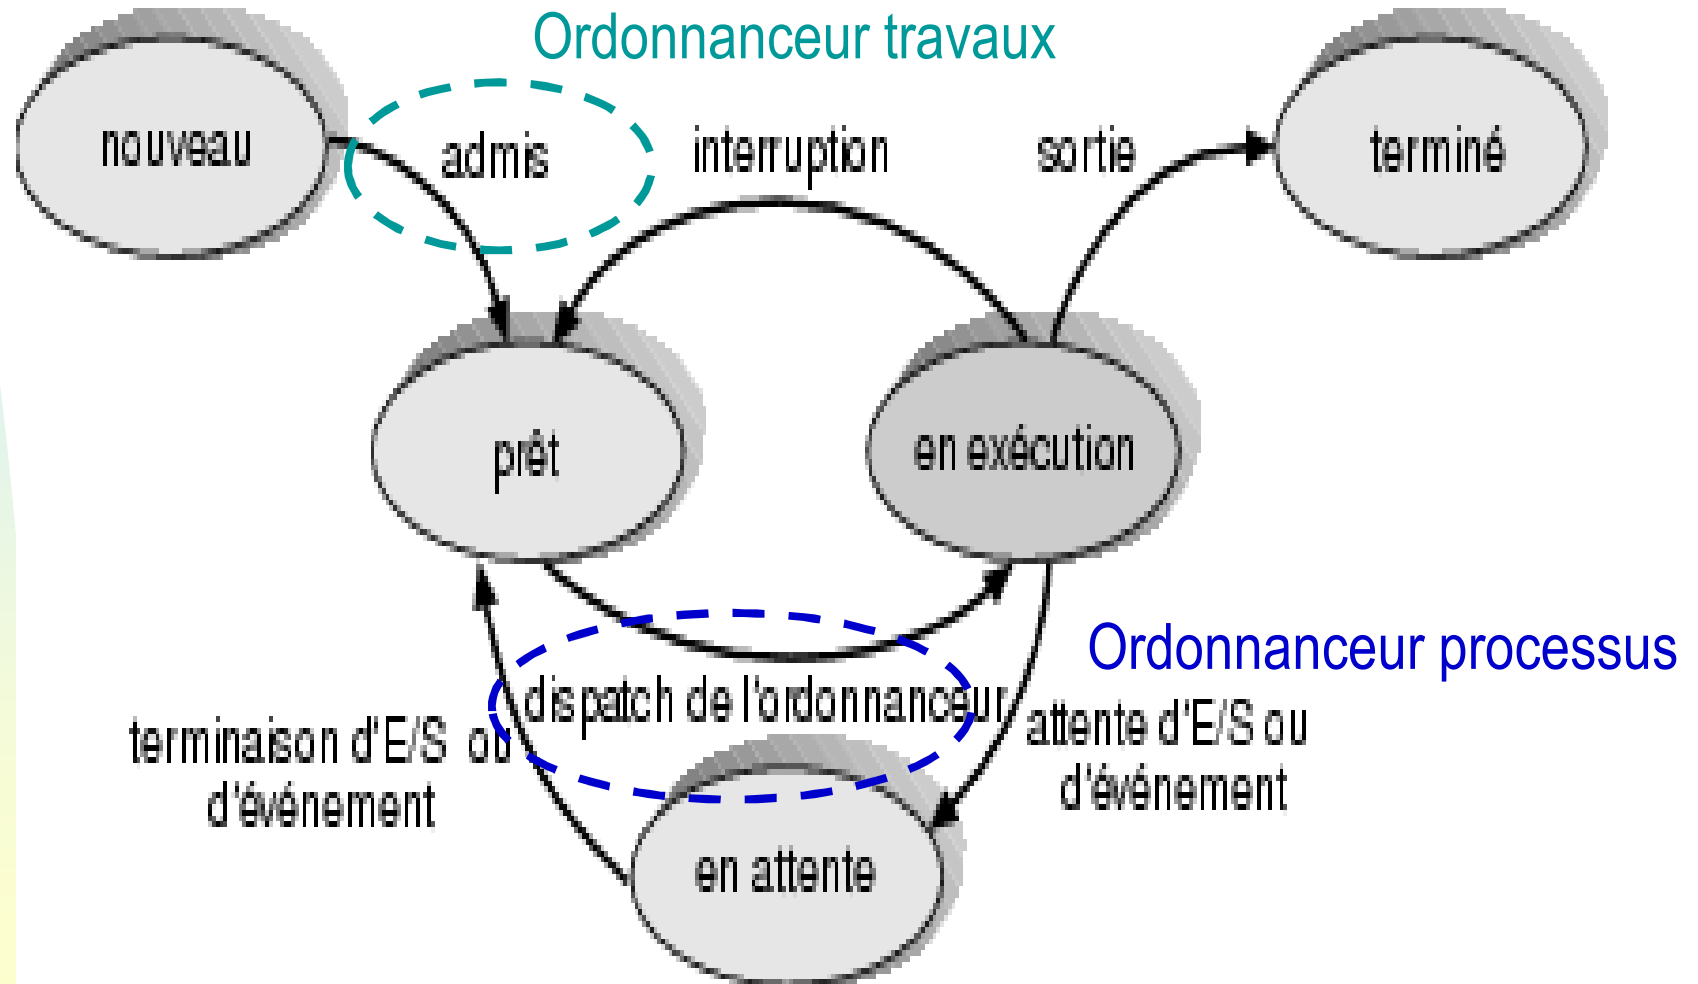 Ordonnanceur travaux
nouveau
admis
interruption
sortie
terminé
prêt
en exécution
Ordonnanceur processus
dispatch de l'ordonnanceur
terminaison d'E/S ou
d'événement
attente d'E/S ou
d'événement
en attente